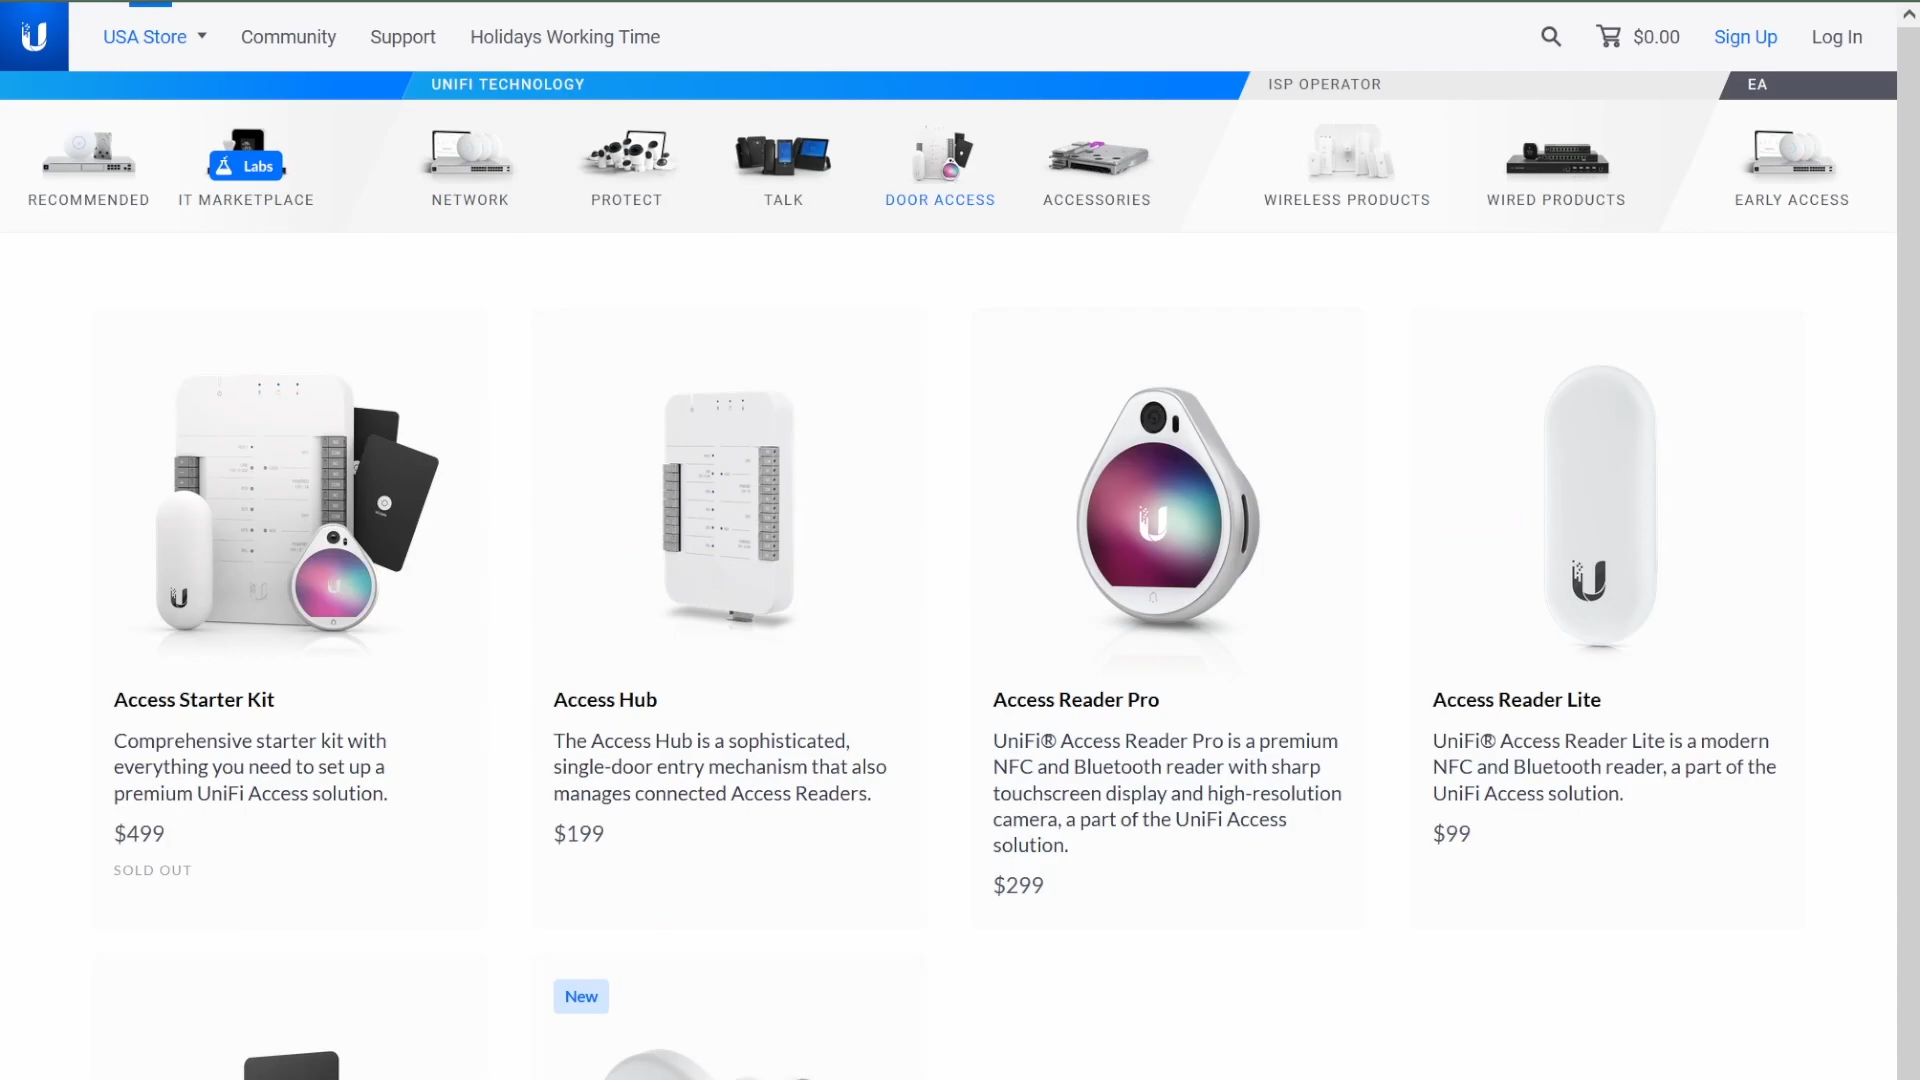 USA Store
Community
Support
Holidays Working Time
$0.00
Sign Up
Log In
UNIFI TECHNOLOGY
ISP OPERATOR
EA
Labs
RECOMMENDED
IT MARKETPLACE
NETWORK
PROTECT
TALK
DOOR ACCESS
ACCESSORIES
WIRELESS PRODUCTS
WIRED PRODUCTS
EARLY ACCESS
Access Starter Kit
Comprehensive starter kit with
everything you need to set up a
premium UniFi Access solution.
$499
SOLD OUT
Access Hub
The Access Hub is a sophisticated,
single-door entry mechanism that also
manages connected Access Readers.
$199
Access Reader Pro
UniFi® Access Reader Pro is a premium
NFC and Bluetooth reader with sharp
touchscreen display and high-resolution
camera, a part of the UniFi Access
solution.
$299
Access Reader Lite
UniFi® Access Reader Lite is a modern
NFC and Bluetooth reader, a part of the
UniFi Access solution.
$99
New